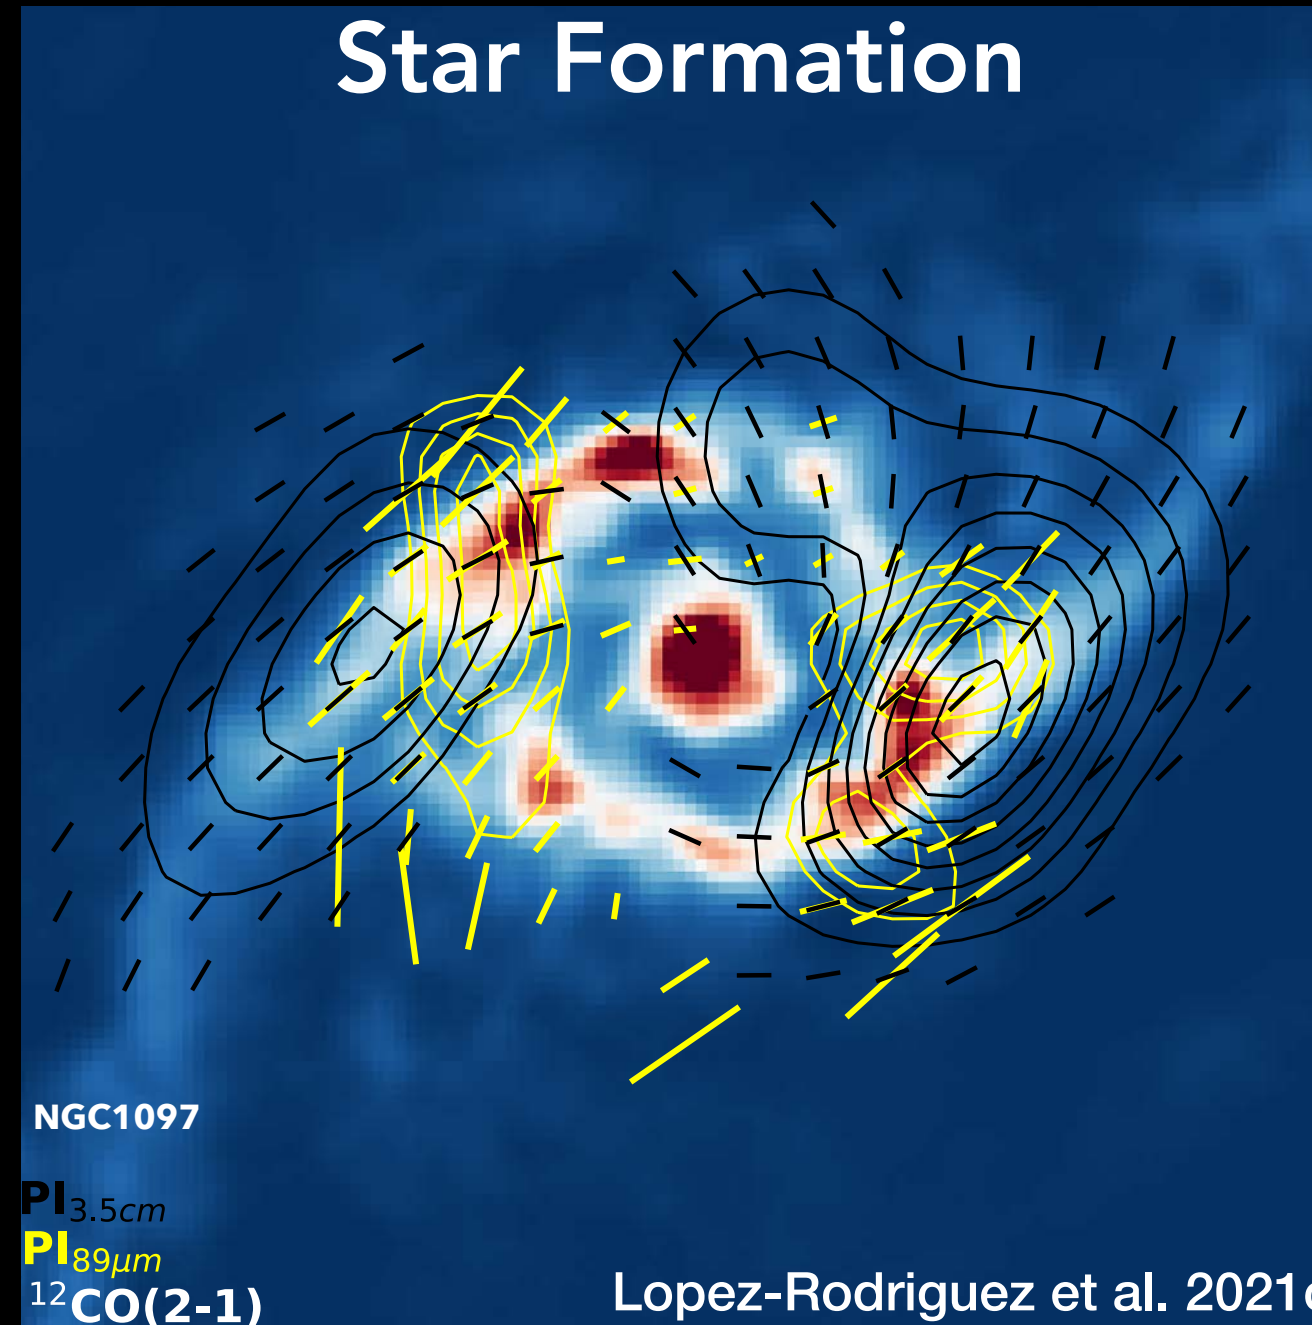 Star Formation
NGC1097
PI3.5cm
PI89μm
12CO(2-1)
Lopez-Rodriguez et al. 2021